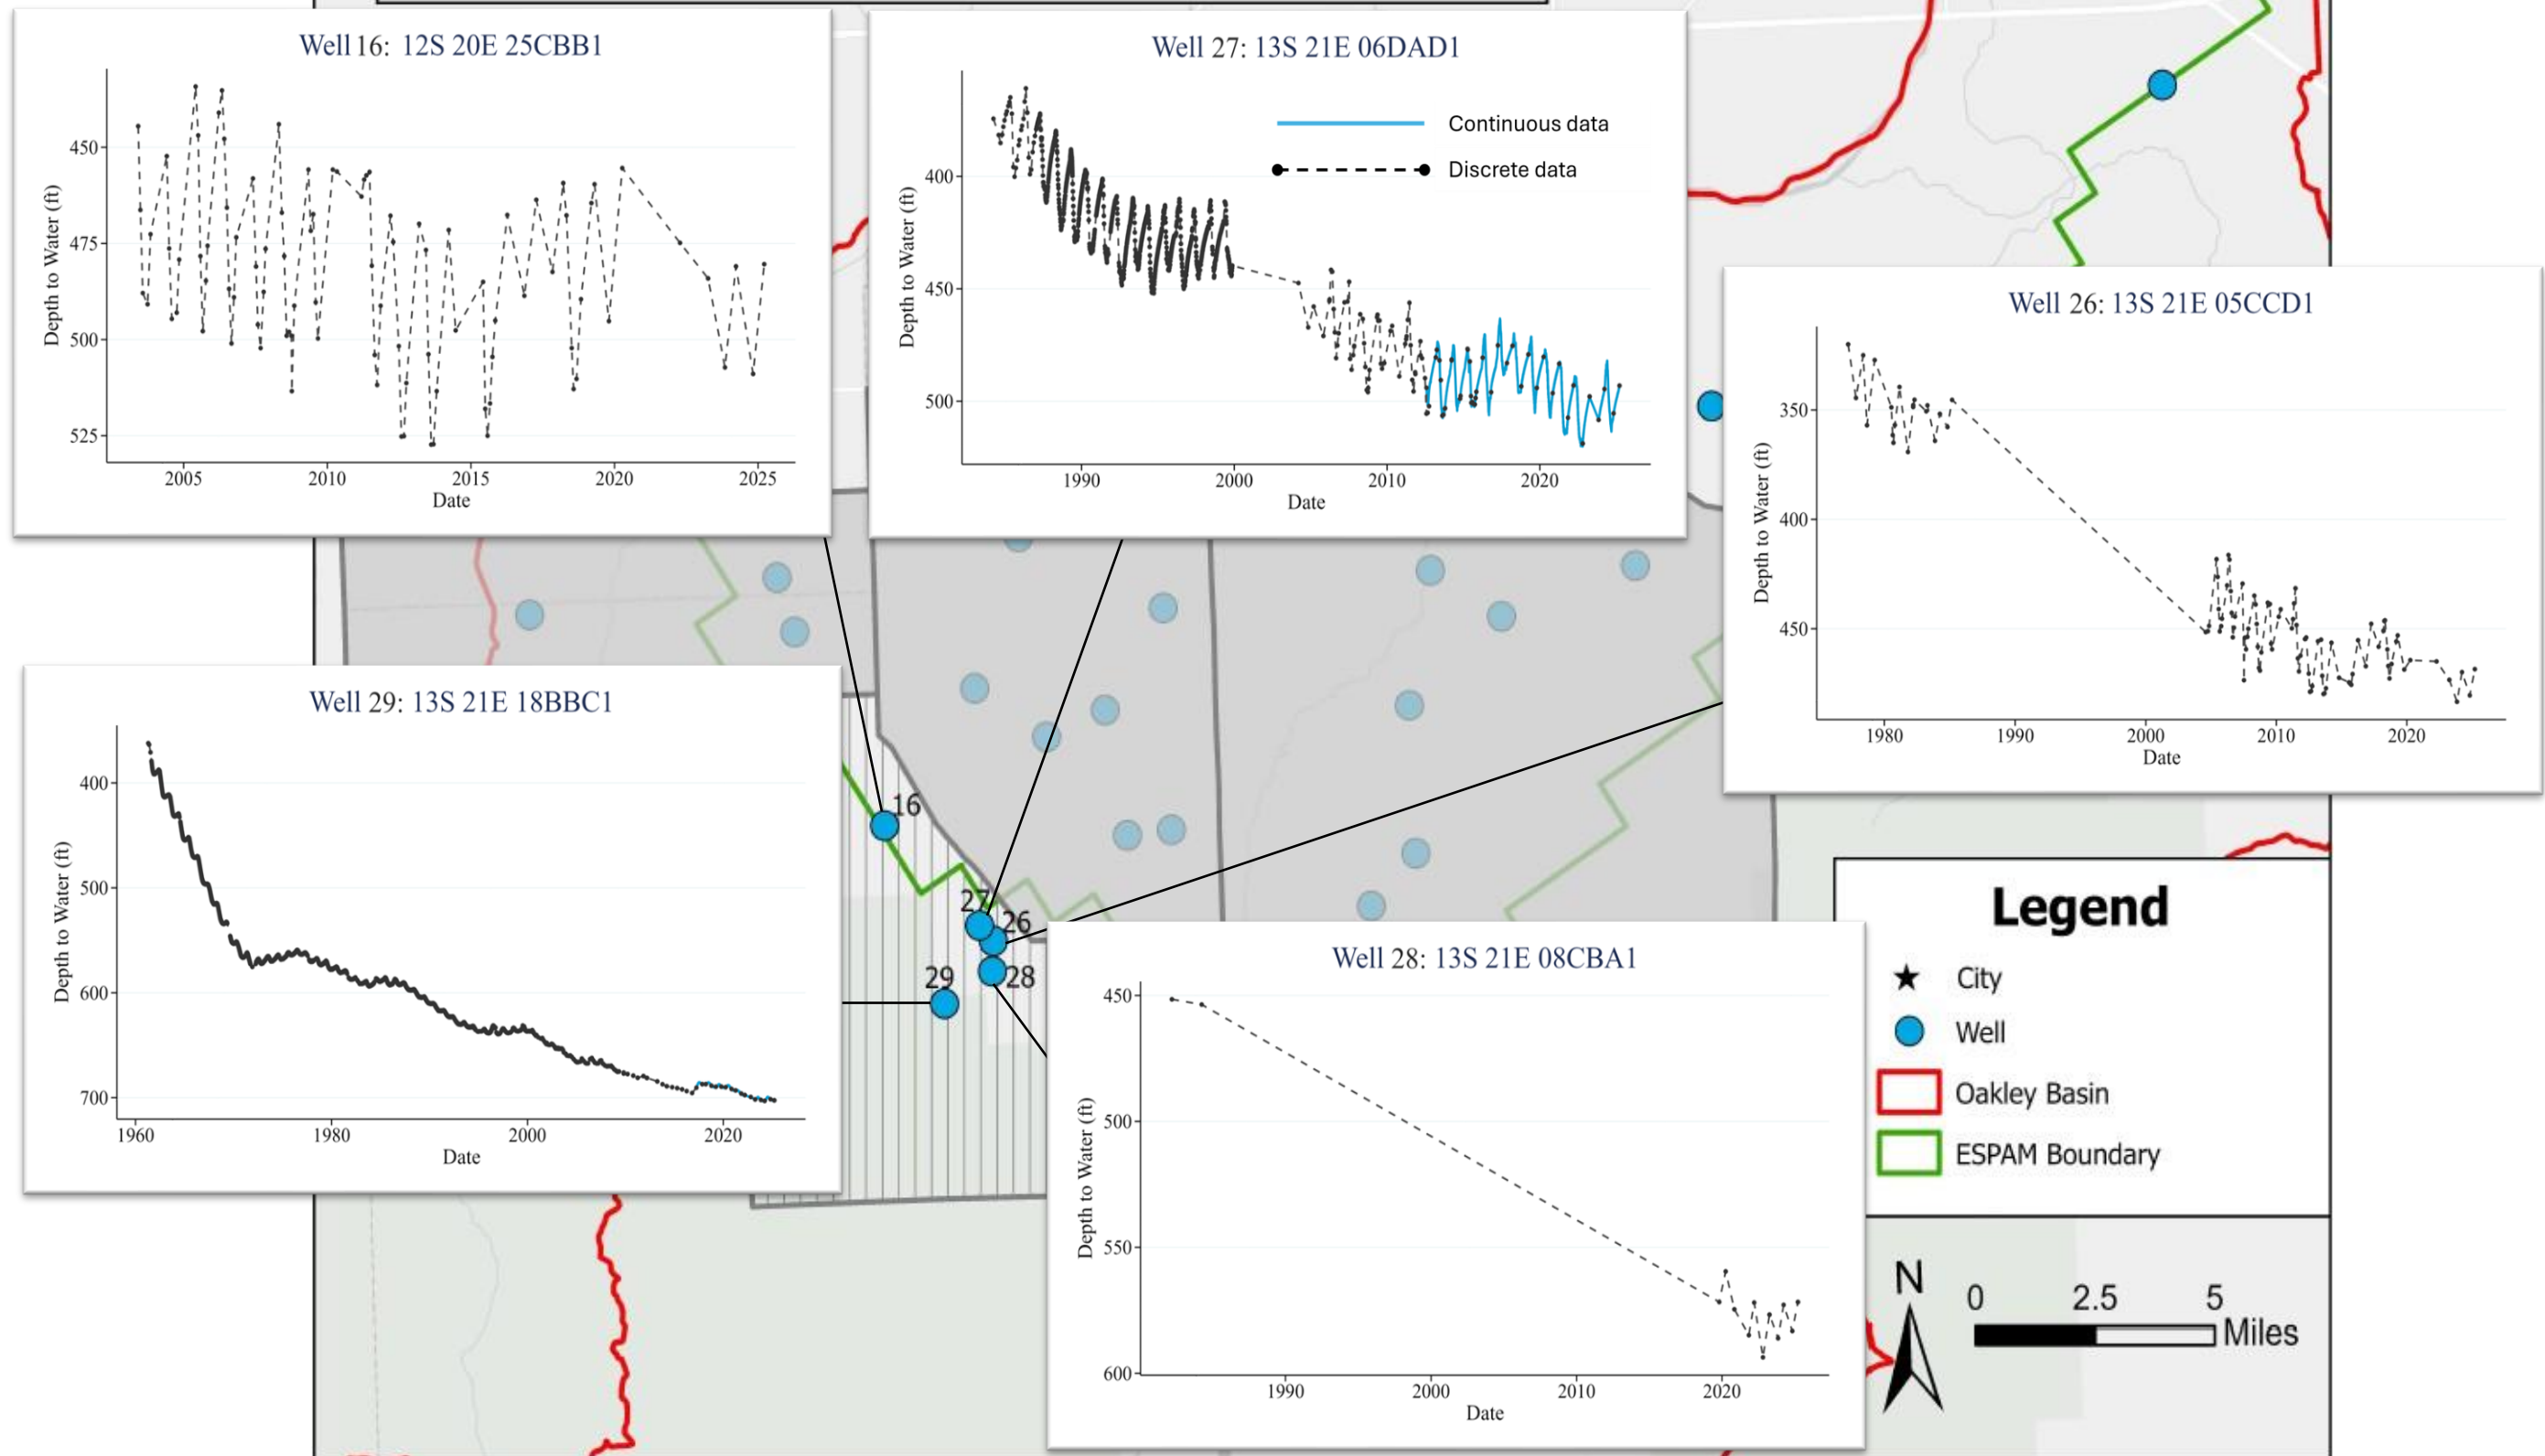 Well 16: 12S 20E 25CBB1
Depth to Water (ft)
450
475
500
525
2005 2010 2015 2020 2025
Date
Well 27: 13S 21E 06DAD1
Continuous data
Discrete data
Depth to Water (ft)
400
450
500
1990 2000 2010 2020
Date
Well 26: 13S 21E 05CCD1
Depth to Water (ft)
350
400
450
1980 1990 2000 2010 2020
Date
Well 29: 13S 21E 18BBC1
Depth to Water (ft)
400
500
600
700
1960 1980 2000 2020
Date
16
27
26
29
28
Well 28: 13S 21E 08CBA1
Depth to Water (ft)
450
500
550
600
1990 2000 2010 2020
Date
Legend
City
Well
Oakley Basin
ESPAM Boundary
N
0 2.5 5
Miles